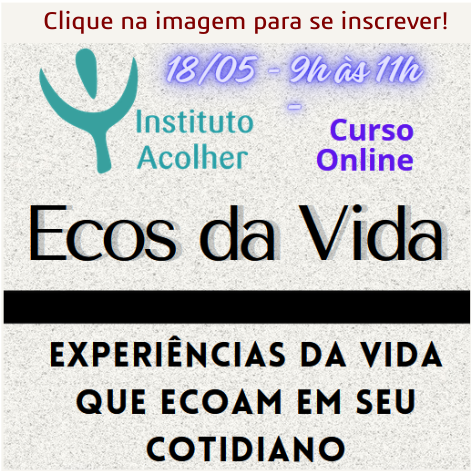 Clique na imagem para se inscrever!
18/05 - 9h às 11h
-
Instituto
Acolher
Curso
Online
Ecos da Vida
EXPERIÊNCIAS DA VIDA
QUE ECOAM EM SEU
COTIDIANO